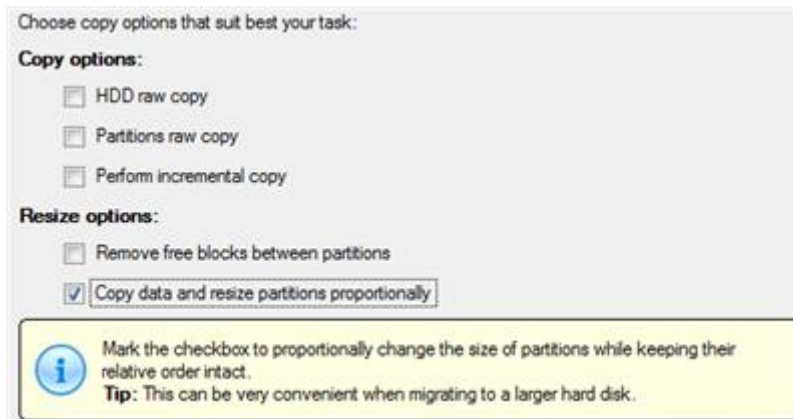 Choose copy options that suit best your task:
Copy options:
HDD raw copy
Partitions raw copy
Perform incremental copy
Resize options:
Remove free blocks between partitions
Copy data and resize partitions proportionally
Mark the checkbox to proportionally change the size of partitions while keeping their
relative order intact.
Tip: This can be very convenient when migrating to a larger hard disk.